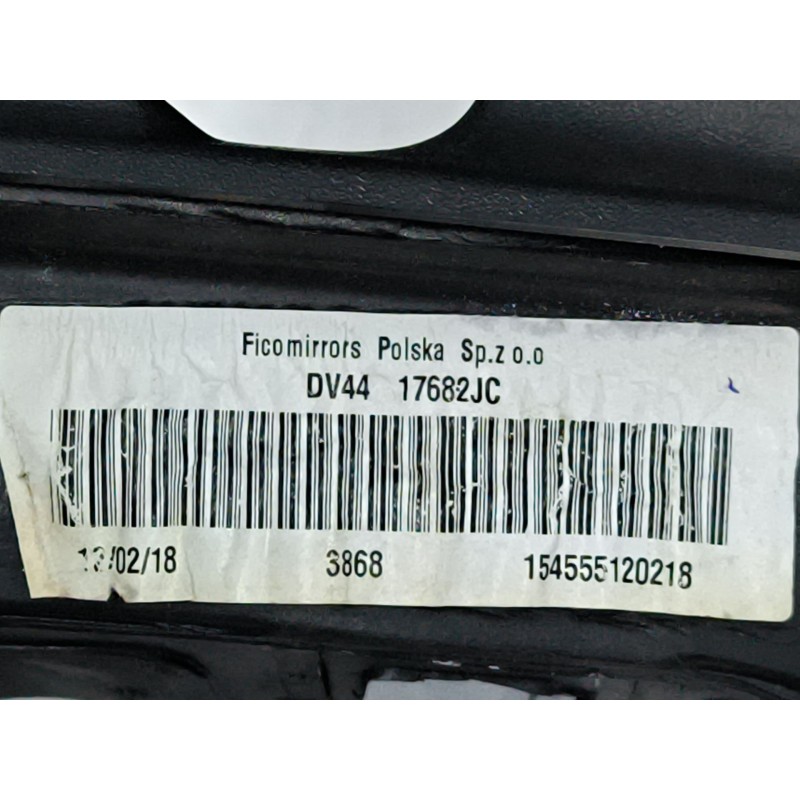 Ficomirrors Polska Sp.z o.o
DV44 17682JC
3868 154555120218